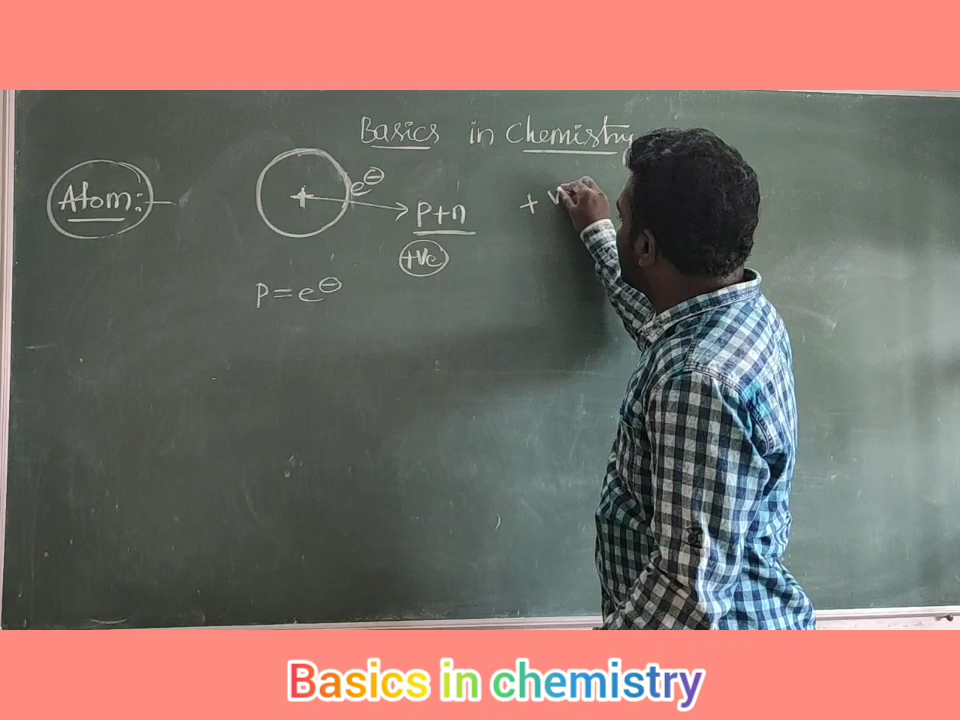 Basics in Chemistry
Atom:-
e⊖
+
p+n
+ve
p=e⊖
+ v
Basics in chemistry